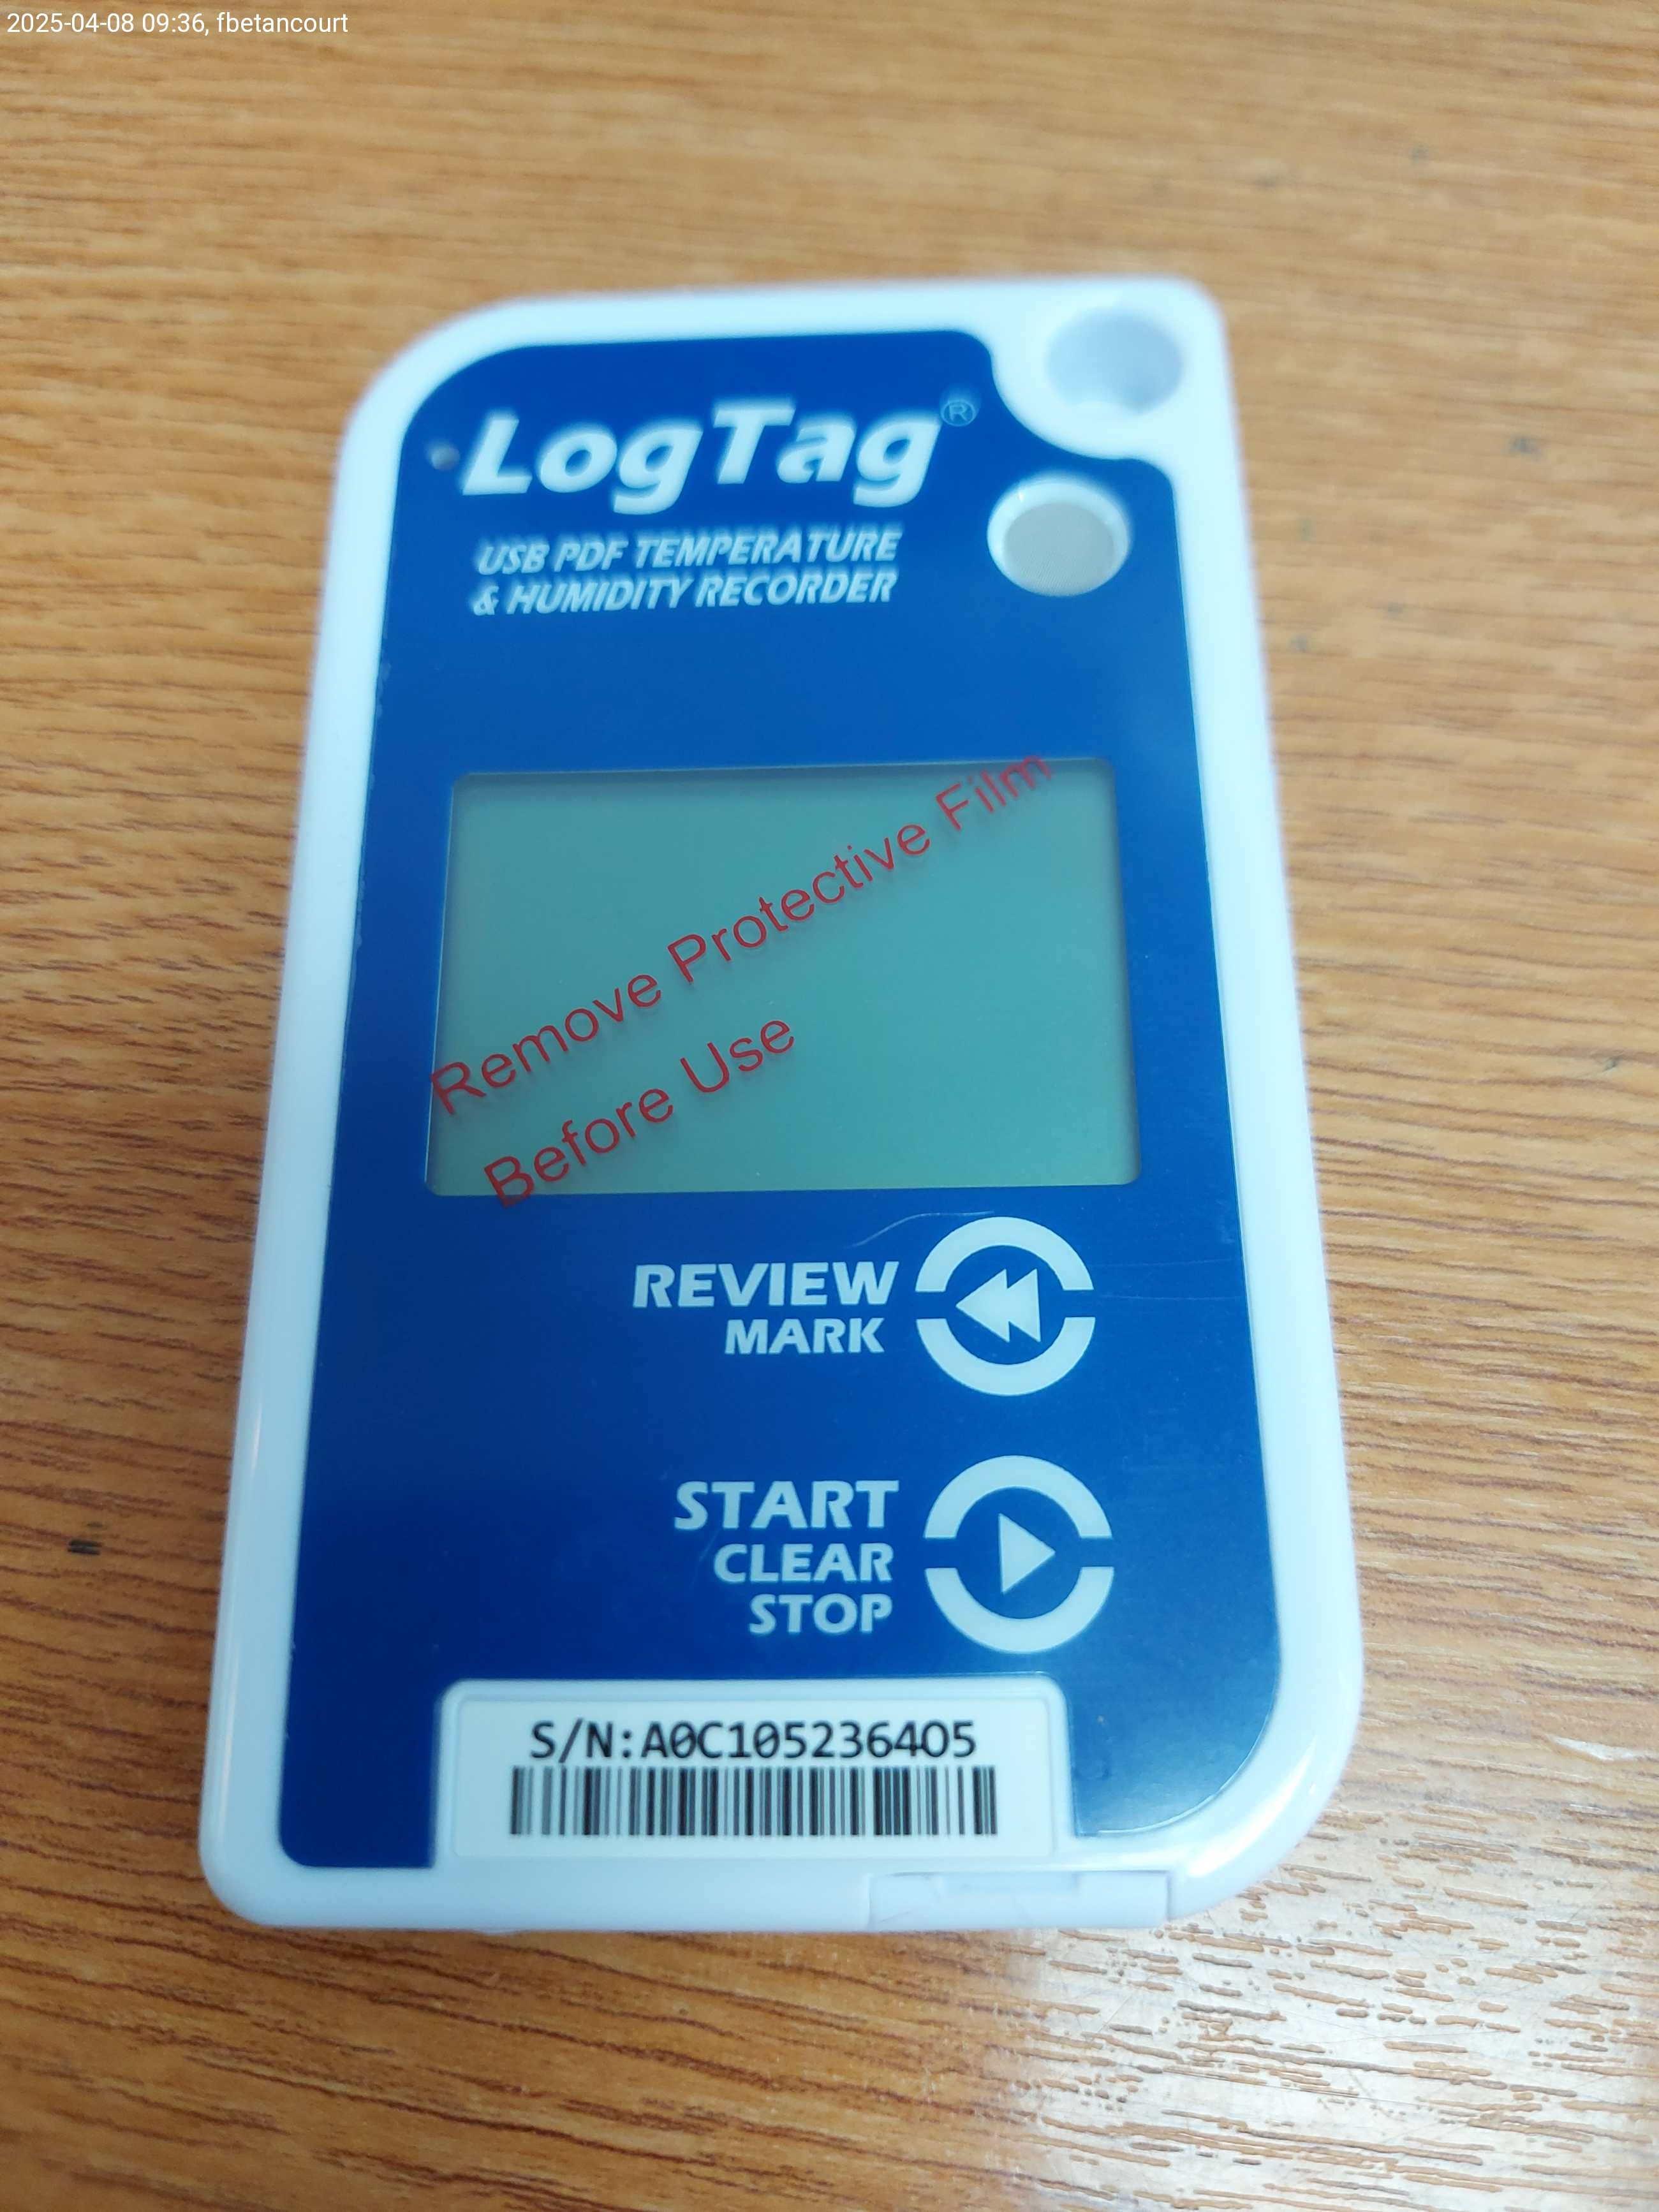 2025-04-08 09:36, fbetancourt
LogTag®
USB PDF TEMPERATURE
& HUMIDITY RECORDER
Remove Protective Film
Before Use
REVIEW
MARK
START
CLEAR
STOP
S/N:A0C105236405